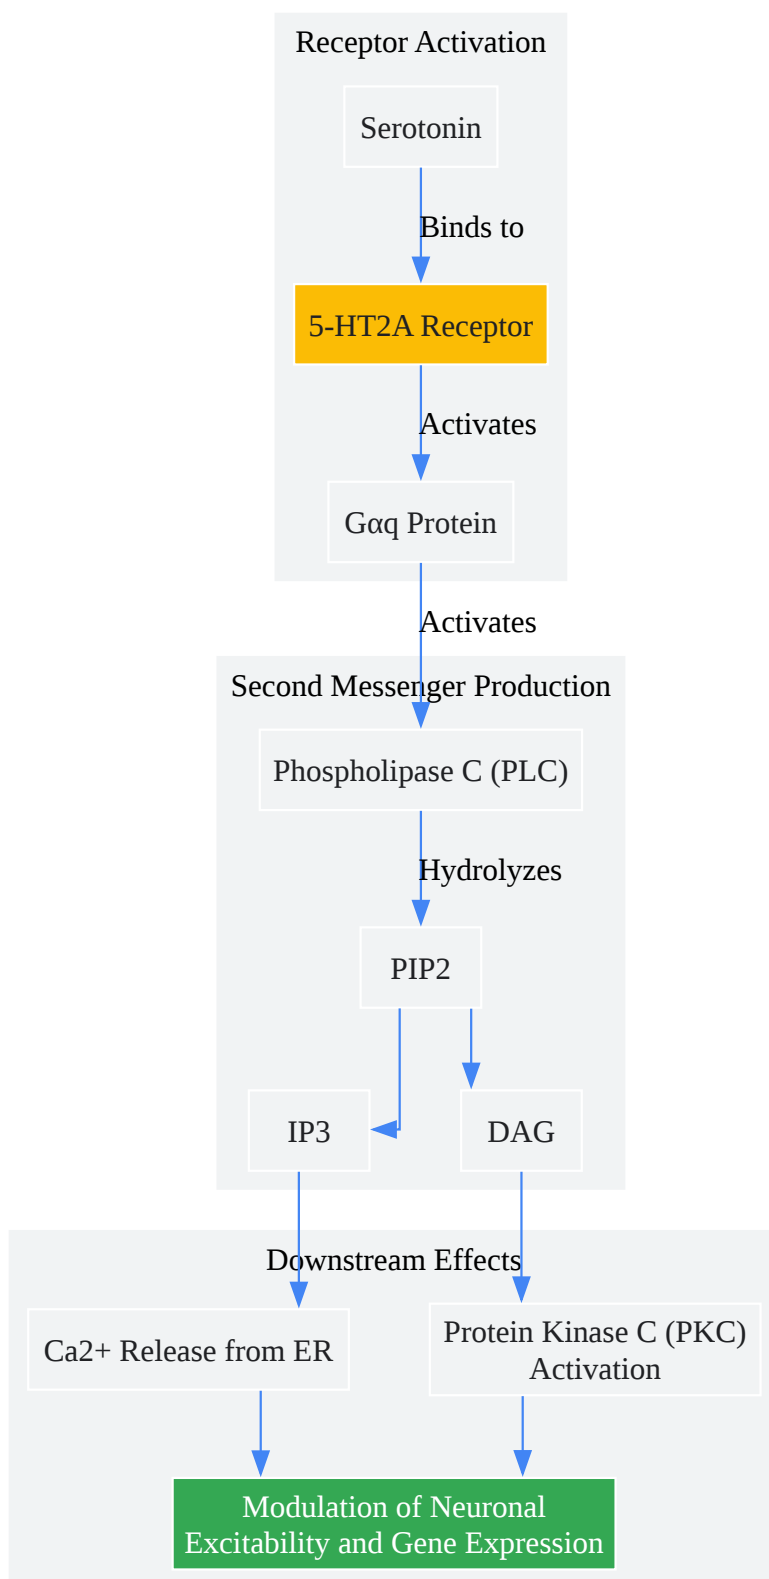 Receptor Activation
Serotonin
Binds to
5-HT2A Receptor
Activates
Gαq Protein
Activates
Second Messenger Production
Phospholipase C (PLC)
Hydrolyzes
PIP2
IP3
DAG
Downstream Effects
Ca2+ Release from ER
Protein Kinase C (PKC)
Activation
Modulation of Neuronal
Excitability and Gene Expression